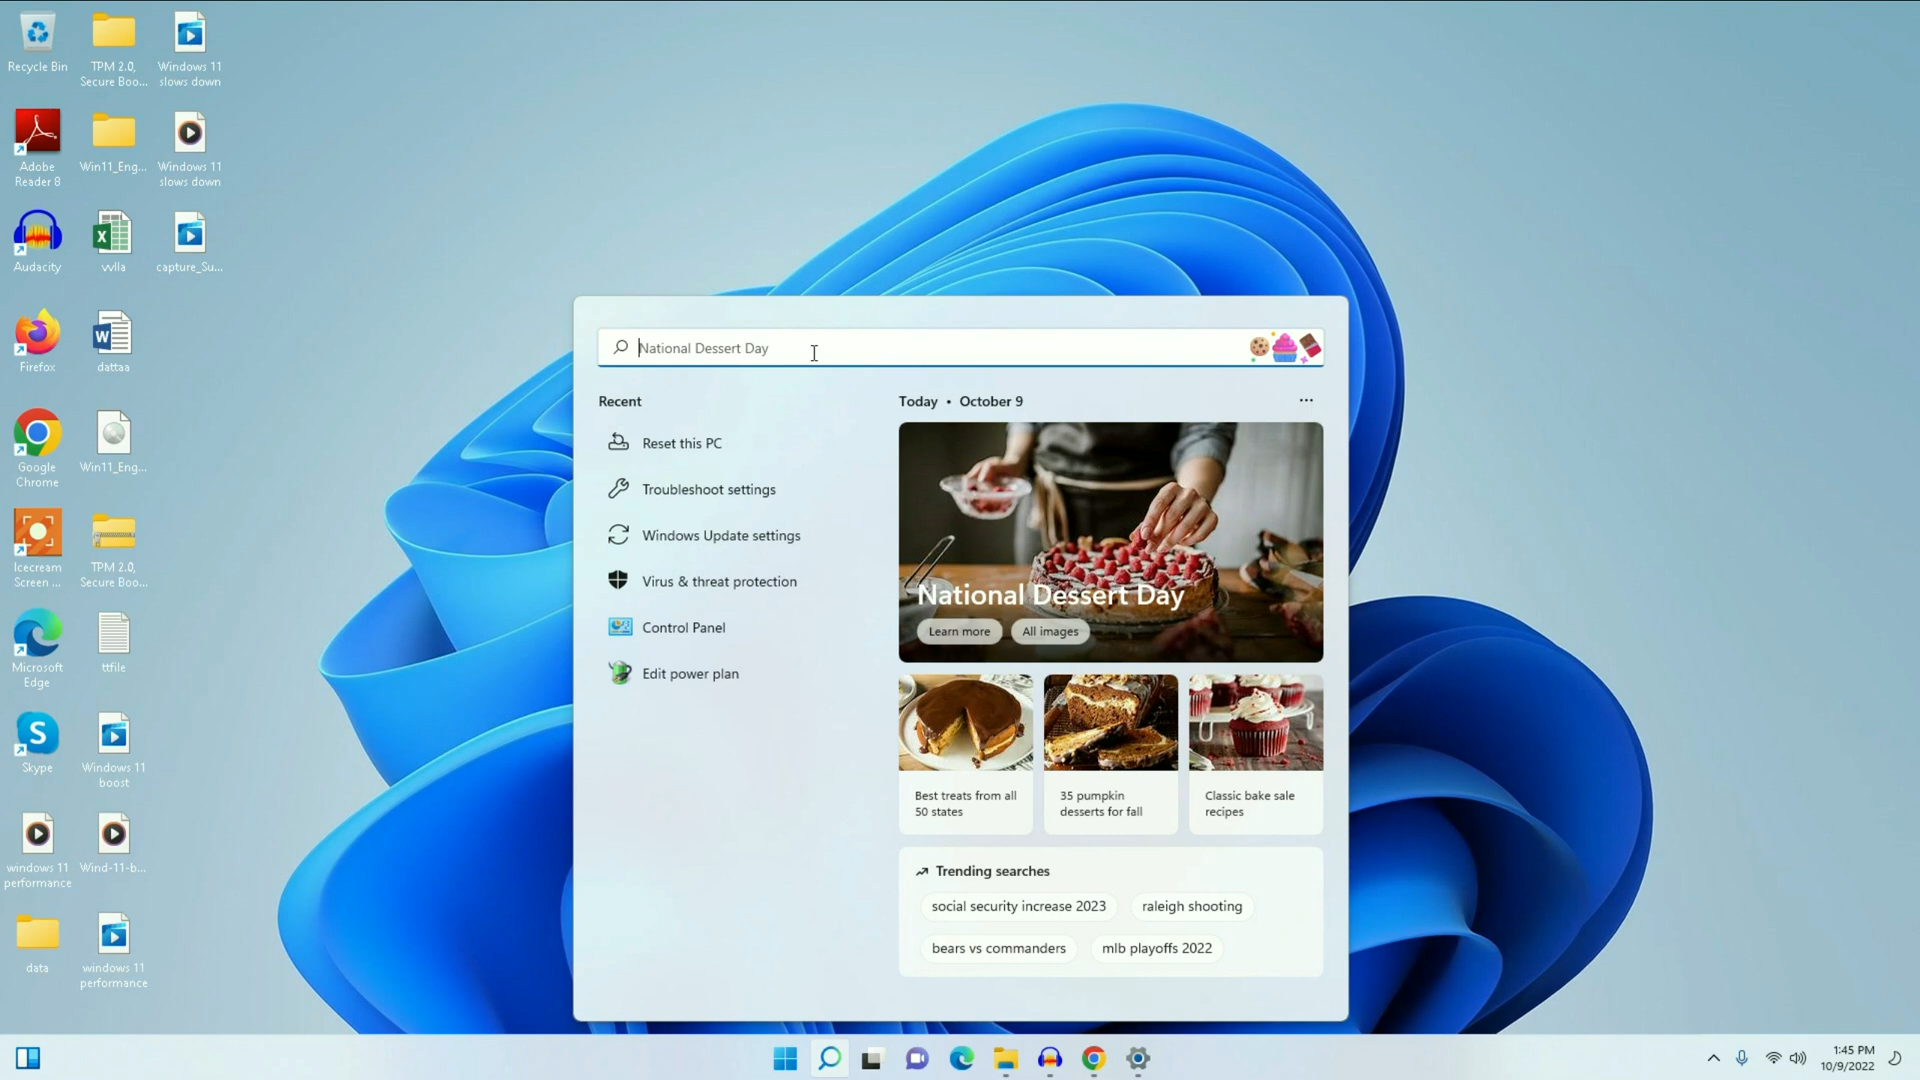 Recycle Bin
TPM 2.0,
Secure Boo...
Windows 11
slows down
Adobe
Reader 8
Win11_Eng...
Windows 11
slows down
Audacity
vvlla
capture_Su...
Firefox
dattaa
Google
Chrome
Win11_Eng...
Icecream
Screen ...
TPM 2.0,
Secure Boo...
Microsoft
Edge
ttfile
Skype
Windows 11
boost
windows 11
performance
Wind-11-b...
data
windows 11
performance
National Dessert Day
Recent
Reset this PC
Troubleshoot settings
Windows Update settings
Virus & threat protection
Control Panel
Edit power plan
Today • October 9
National Dessert Day
Learn more
All images
Best treats from all
50 states
35 pumpkin
desserts for fall
Classic bake sale
recipes
Trending searches
social security increase 2023
raleigh shooting
bears vs commanders
mlb playoffs 2022
1:45 PM
10/9/2022